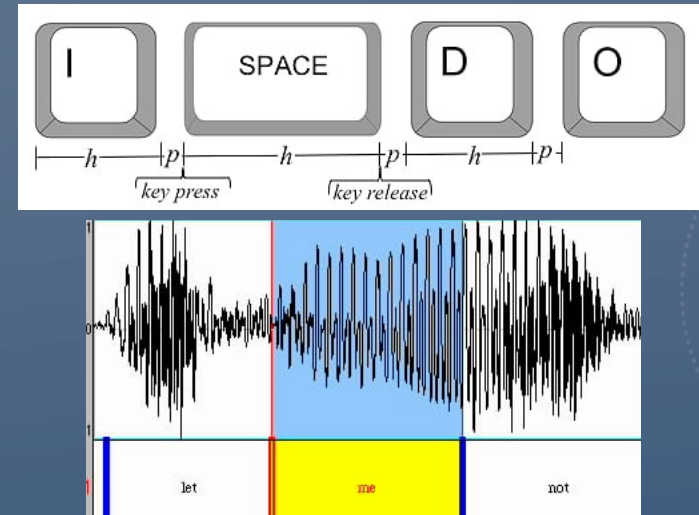 I SPACE D O
h p h p h p
key press key release
1
0
1
1 let me not